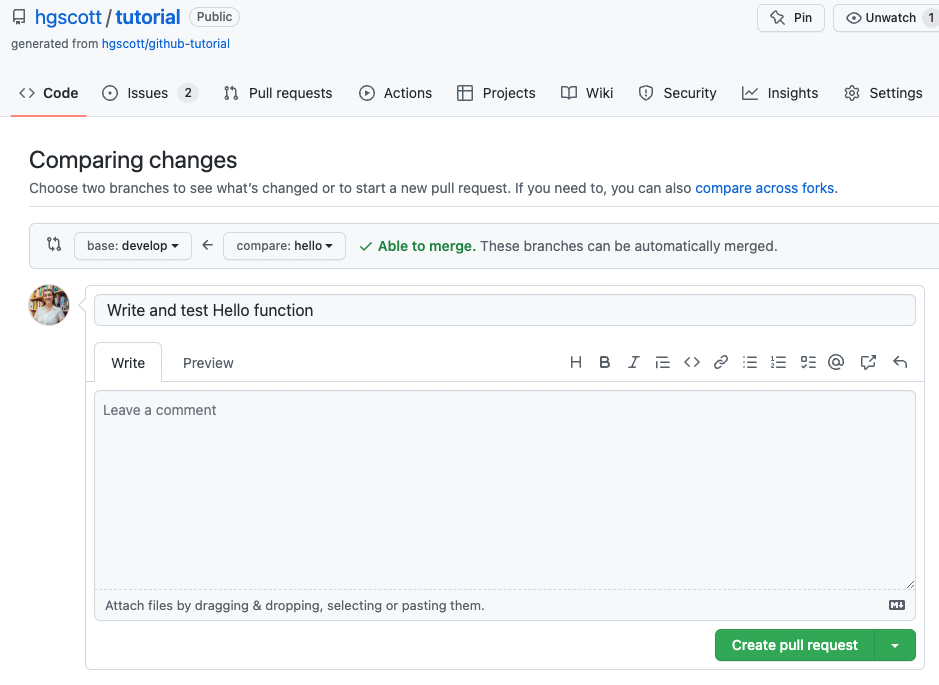 hgscott / tutorial Public Pin Unwatch 1
generated from hgscott/github-tutorial
Code Issues 2 Pull requests Actions Projects Wiki Security Insights Settings
Comparing changes
Choose two branches to see what's changed or to start a new pull request. If you need to, you can also compare across forks.
base: develop compare: hello Able to merge. These branches can be automatically merged.
Write and test Hello function
Write Preview
Leave a comment
Attach files by dragging & dropping, selecting or pasting them.
Create pull request